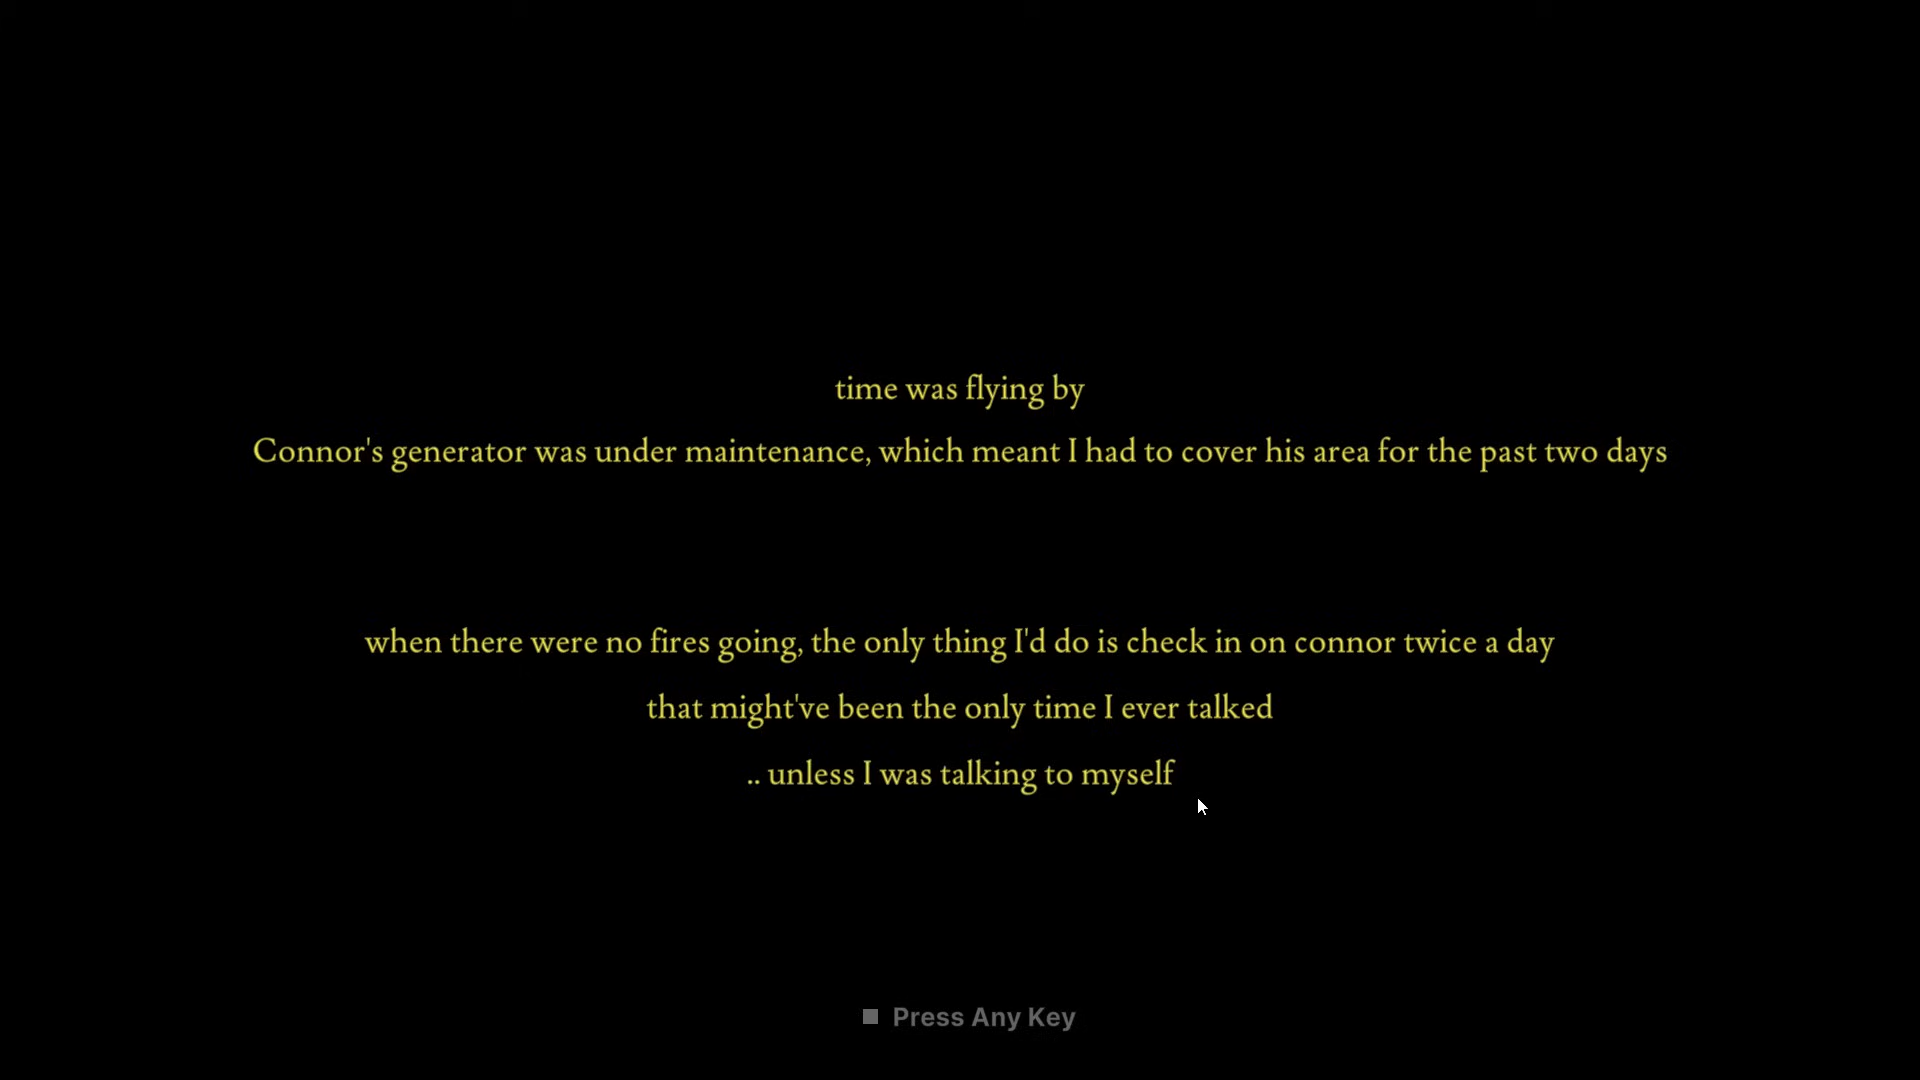 time was flying by
Connor's generator was under maintenance, which meant I had to cover his area for the past two days
when there were no fires going, the only thing I'd do is check in on connor twice a day
that might've been the only time I ever talked
.. unless I was talking to myself
Press Any Key